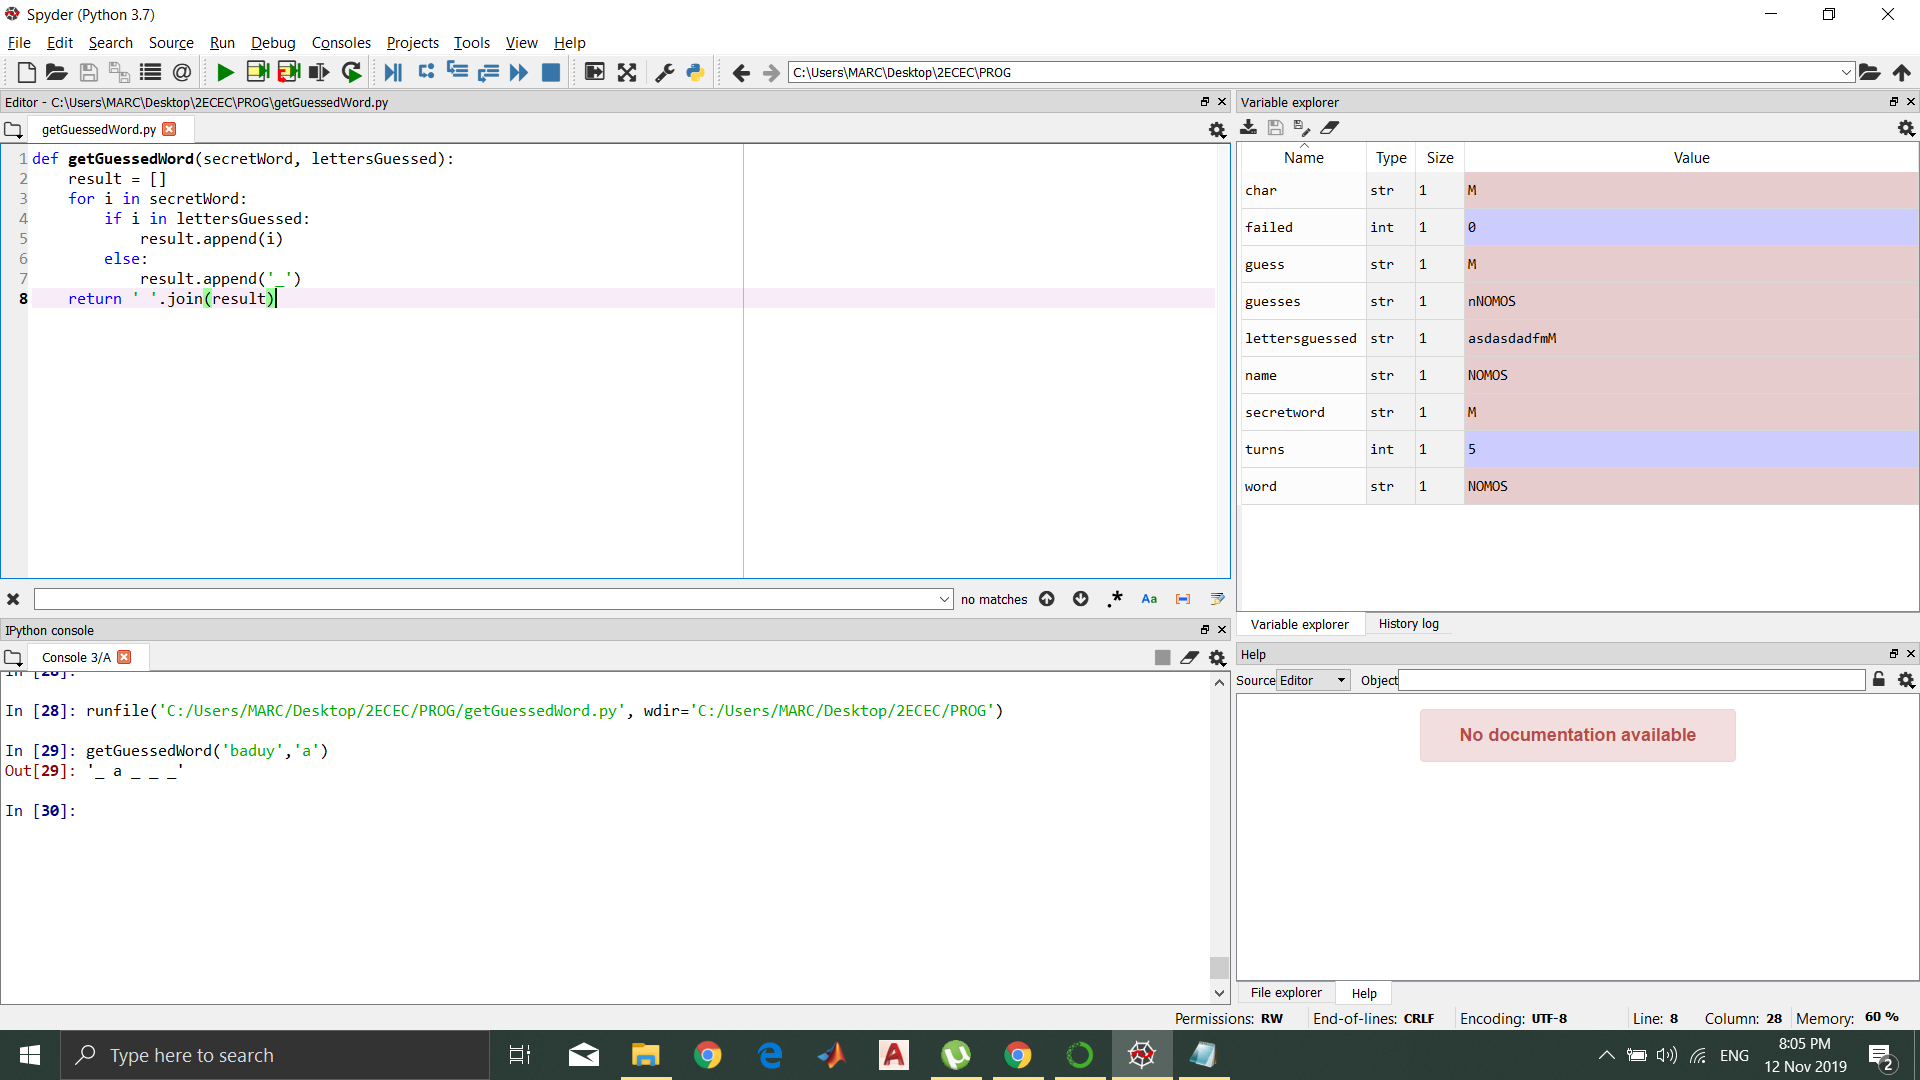 Spyder (Python 3.7)
File Edit Search Source Run Debug Consoles Projects Tools View Help
C:\Users\MARC\Desktop\2ECEC\PROG
Editor - C:\Users\MARC\Desktop\2ECEC\PROG\getGuessedWord.py
getGuessedWord.py
1 def getGuessedWord(secretWord, lettersGuessed):
2     result = []
3     for i in secretWord:
4         if i in lettersGuessed:
5             result.append(i)
6         else:
7             result.append('_')
8     return ' '.join(result)
no matches .* Aa
IPython console
Console 3/A
In [28]:
In [28]: runfile('C:/Users/MARC/Desktop/2ECEC/PROG/getGuessedWord.py', wdir='C:/Users/MARC/Desktop/2ECEC/PROG')
In [29]: getGuessedWord('baduy','a')
Out[29]: '_ a _ _ _'
In [30]:
Variable explorer
Name Type Size Value
char str 1 M
failed int 1 0
guess str 1 M
guesses str 1 nNOMOS
lettersguessed str 1 asdasdadfmM
name str 1 NOMOS
secretword str 1 M
turns int 1 5
word str 1 NOMOS
Variable explorer History log
Help
Source Editor Object
No documentation available
File explorer Help
Permissions: RW End-of-lines: CRLF Encoding: UTF-8 Line: 8 Column: 28 Memory: 60 %
Type here to search
ENG
8:05 PM
12 Nov 2019
2